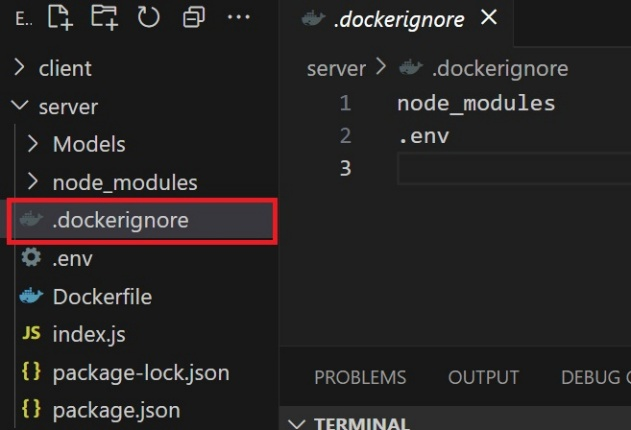 E..
client
server
Models
node_modules
.dockerignore
.env
Dockerfile
JS index.js
{} package-lock.json
{} package.json
.dockerignore
server > .dockerignore
1 node_modules
2 .env
3
PROBLEMS OUTPUT DEBUG
TERMINAL